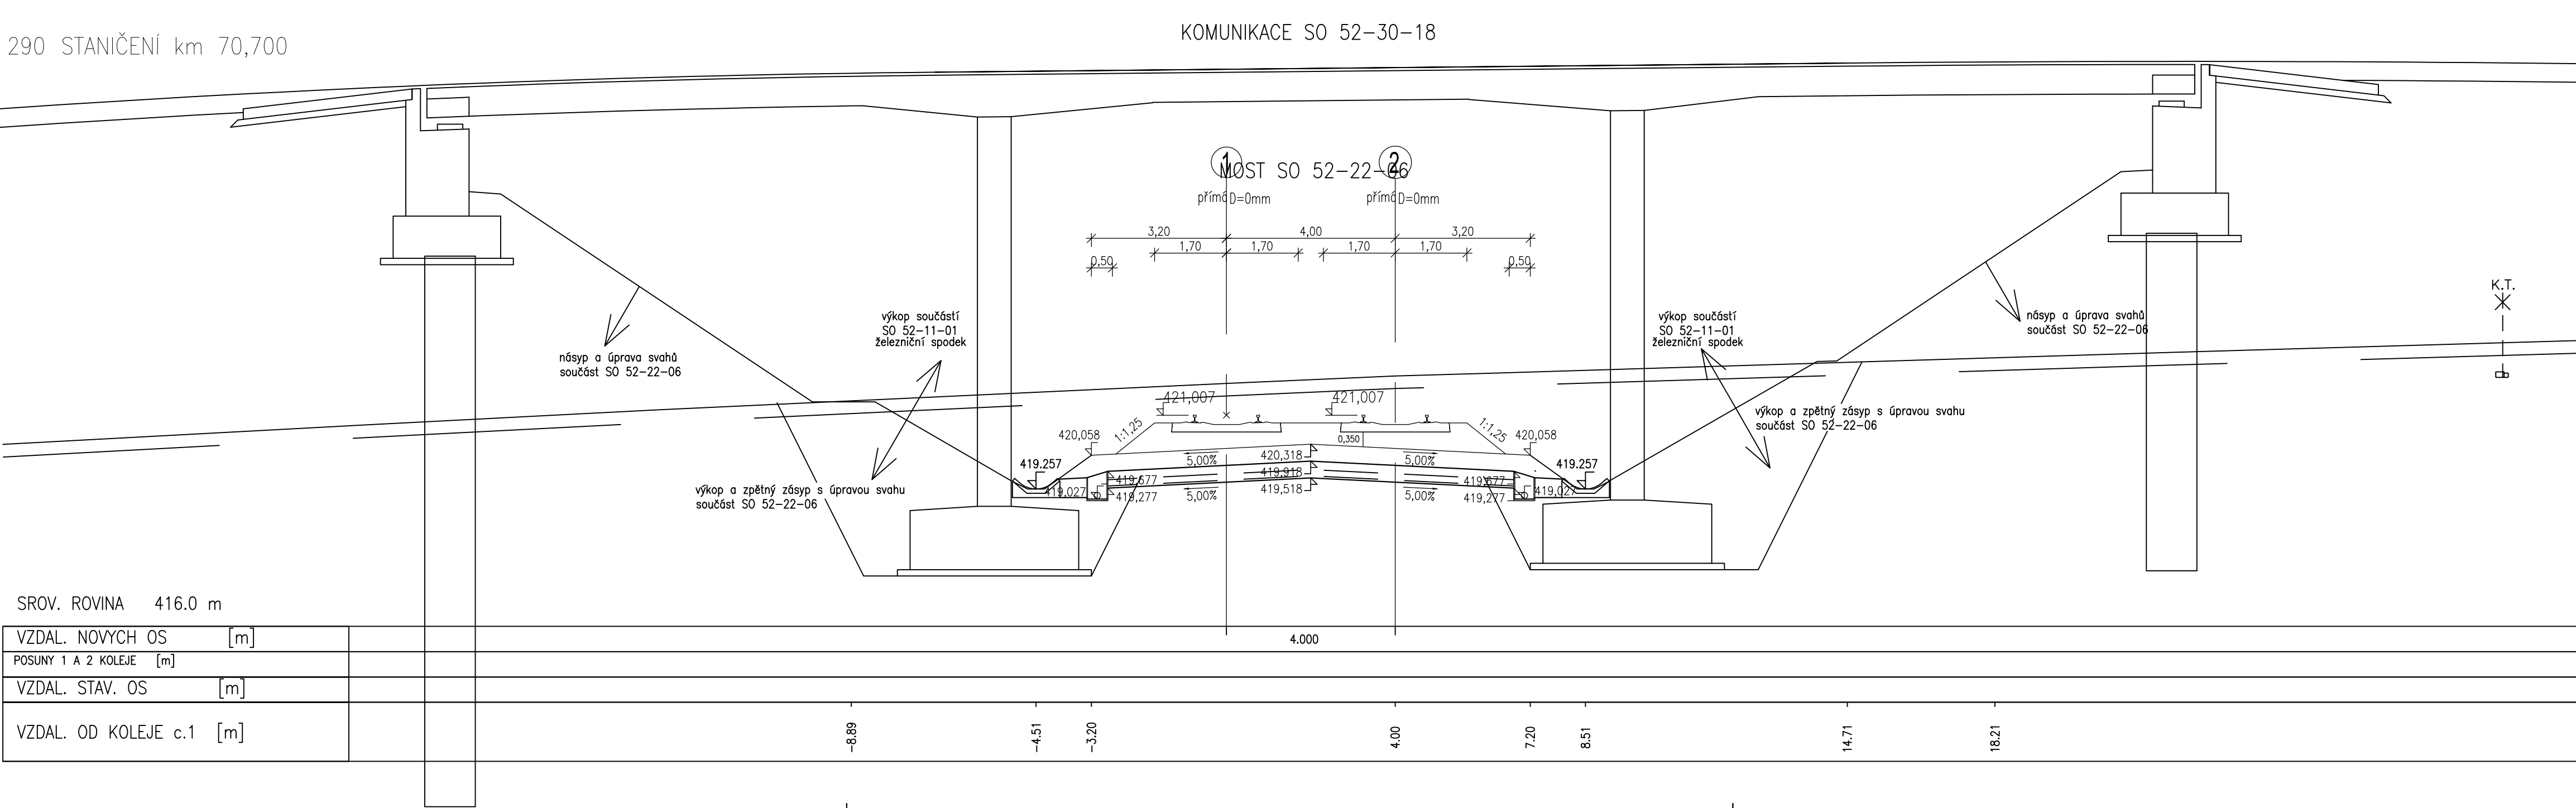 KOMUNIKACE SO 52-30-18
290 STANIČENÍ km 70,700
1
2
MOST SO 52-22-06
přímá D=0mm
přímá D=0mm
3,20 4,00 3,20
1,70 1,70 1,70 1,70
0,50 0,50
K.T.
výkop součástí
SO 52-11-01
železniční spodek
výkop součástí
SO 52-11-01
železniční spodek
násyp a úprava svahů
součást SO 52-22-06
násyp a úprava svahů
součást SO 52-22-06
421,007 421,007
výkop a zpětný zásyp s úpravou svahu
součást SO 52-22-06
1:1,25 1:1,25
420,058 0,350 420,058
419.257 5,00% 420,318 5,00% 419.257
419,677 419,918 419,677
výkop a zpětný zásyp s úpravou svahu
součást SO 52-22-06
419,027 419,277 5,00% 419,518 5,00% 419,277 419,027
SROV. ROVINA 416.0 m
VZDAL. NOVYCH OS [m] 4.000
POSUNY 1 A 2 KOLEJE [m]
VZDAL. STAV. OS [m]
VZDAL. OD KOLEJE c.1 [m] -8.89 -4.51 -3.20 4.00 7.20 8.51 14.71 18.21